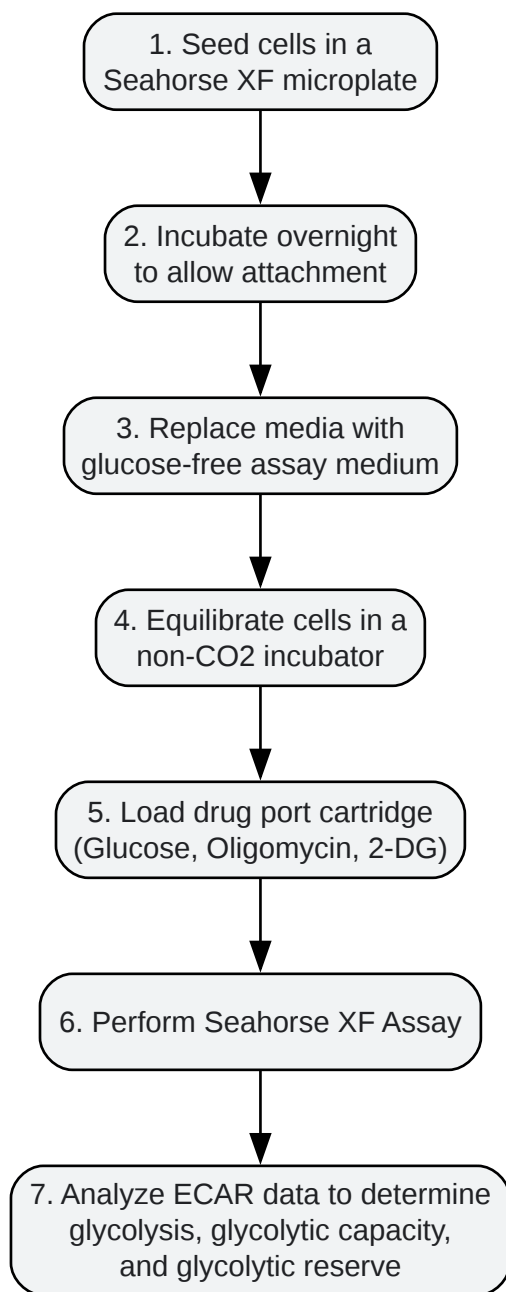 1. Seed cells in a
Seahorse XF microplate
2. Incubate overnight
to allow attachment
3. Replace media with
glucose-free assay medium
4. Equilibrate cells in a
non-CO2 incubator
5. Load drug port cartridge
(Glucose, Oligomycin, 2-DG)
6. Perform Seahorse XF Assay
7. Analyze ECAR data to determine
glycolysis, glycolytic capacity,
and glycolytic reserve